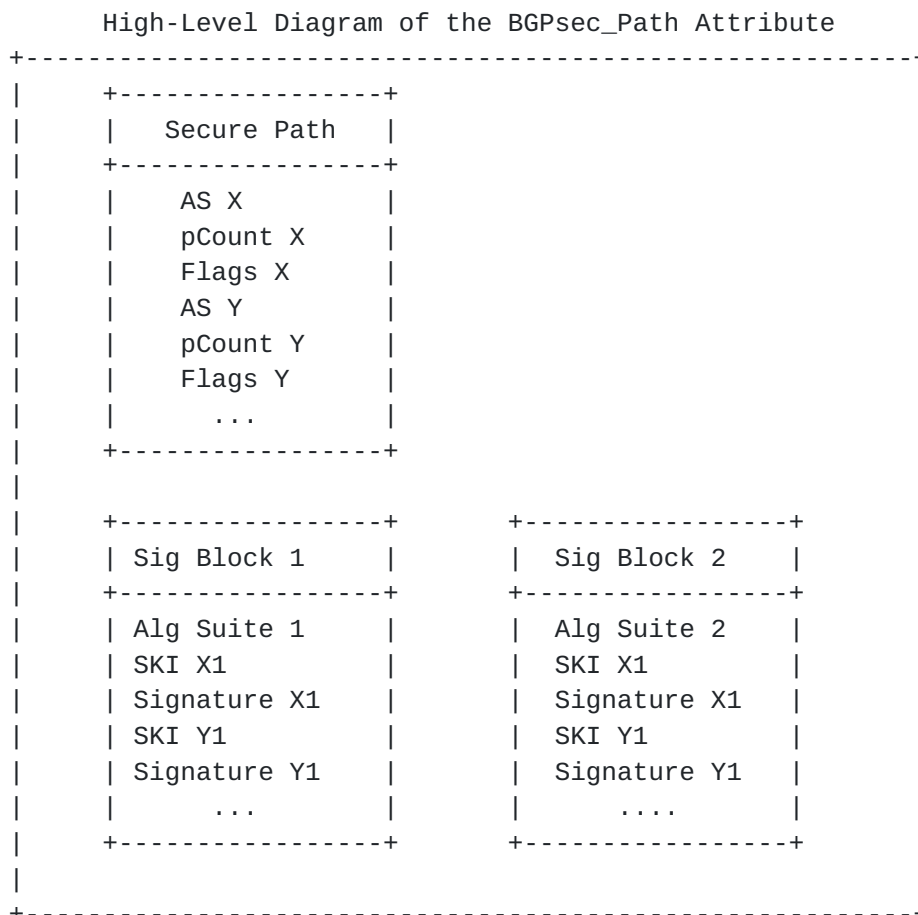 High-Level Diagram of the BGPsec_Path Attribute
Secure Path
AS X
pCount X
Flags X
AS Y
pCount Y
Flags Y
...
Sig Block 1
Alg Suite 1
SKI X1
Signature X1
SKI Y1
Signature Y1
...
Sig Block 2
Alg Suite 2
SKI X1
Signature X1
SKI Y1
Signature Y1
....